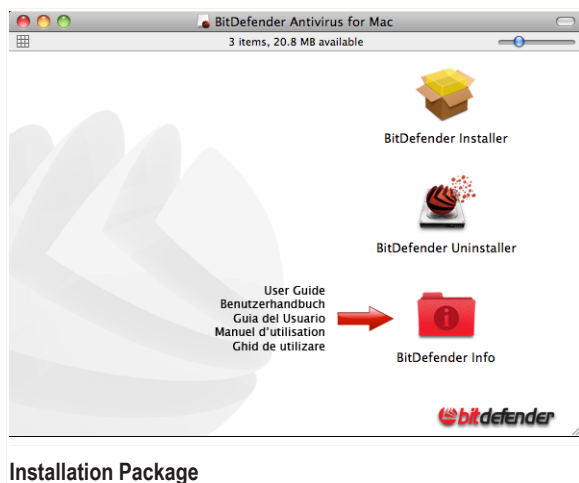 BitDefender Antivirus for Mac
3 items, 20.8 MB available
BitDefender Installer
BitDefender Uninstaller
User Guide
Benutzerhandbuch
Guia del Usuario
Manuel d'utilisation
Ghid de utilizare
BitDefender Info
bitdefender
Installation Package